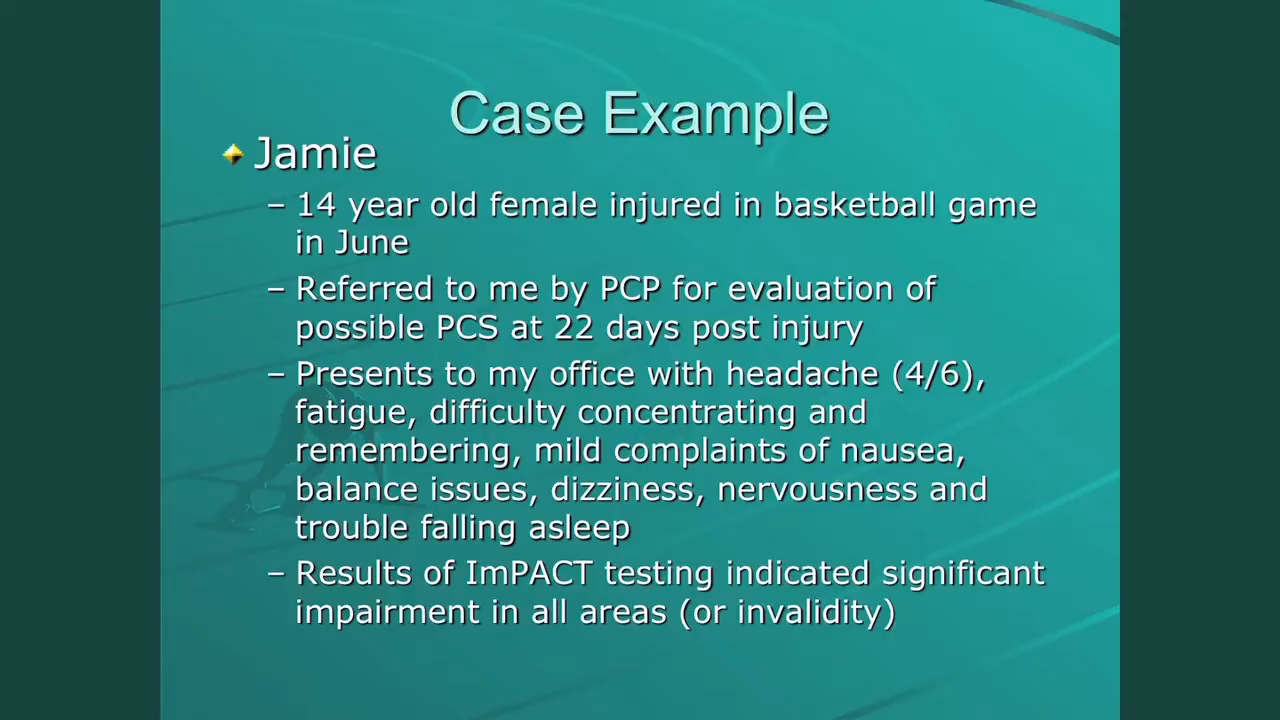 Case Example
Jamie
– 14 year old female injured in basketball game
in June
– Referred to me by PCP for evaluation of
possible PCS at 22 days post injury
– Presents to my office with headache (4/6),
fatigue, difficulty concentrating and
remembering, mild complaints of nausea,
balance issues, dizziness, nervousness and
trouble falling asleep
– Results of ImPACT testing indicated significant
impairment in all areas (or invalidity)